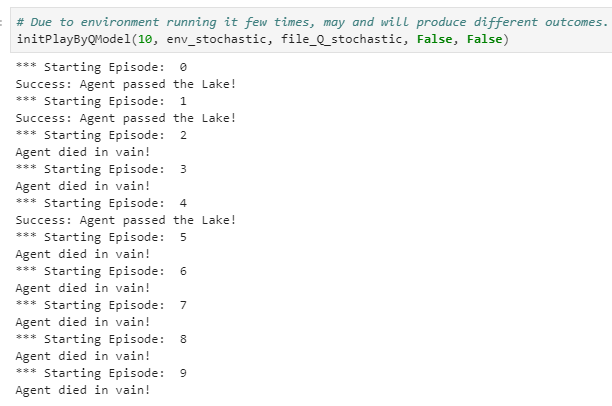 # Due to environment running it few times, may and will produce different outcomes.
initPlayByQModel(10, env_stochastic, file_Q_stochastic, False, False)
*** Starting Episode:  0
Success: Agent passed the Lake!
*** Starting Episode:  1
Success: Agent passed the Lake!
*** Starting Episode:  2
Agent died in vain!
*** Starting Episode:  3
Agent died in vain!
*** Starting Episode:  4
Success: Agent passed the Lake!
*** Starting Episode:  5
Agent died in vain!
*** Starting Episode:  6
Agent died in vain!
*** Starting Episode:  7
Agent died in vain!
*** Starting Episode:  8
Agent died in vain!
*** Starting Episode:  9
Agent died in vain!